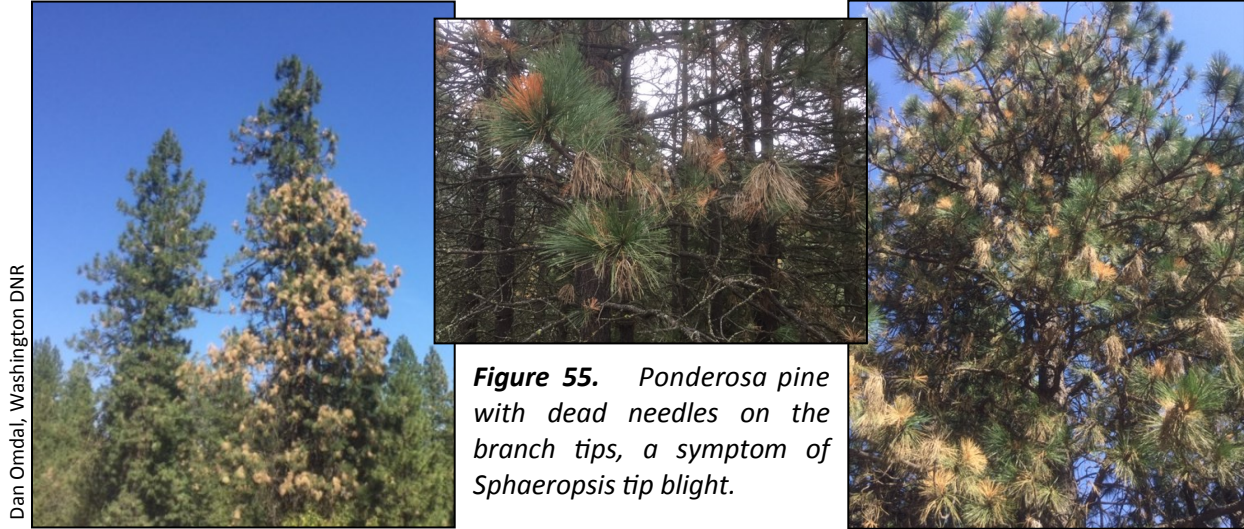 Dan Omdal, Washington DNR
Figure 55. Ponderosa pine
with dead needles on the
branch tips, a symptom of
Sphaeropsis tip blight.